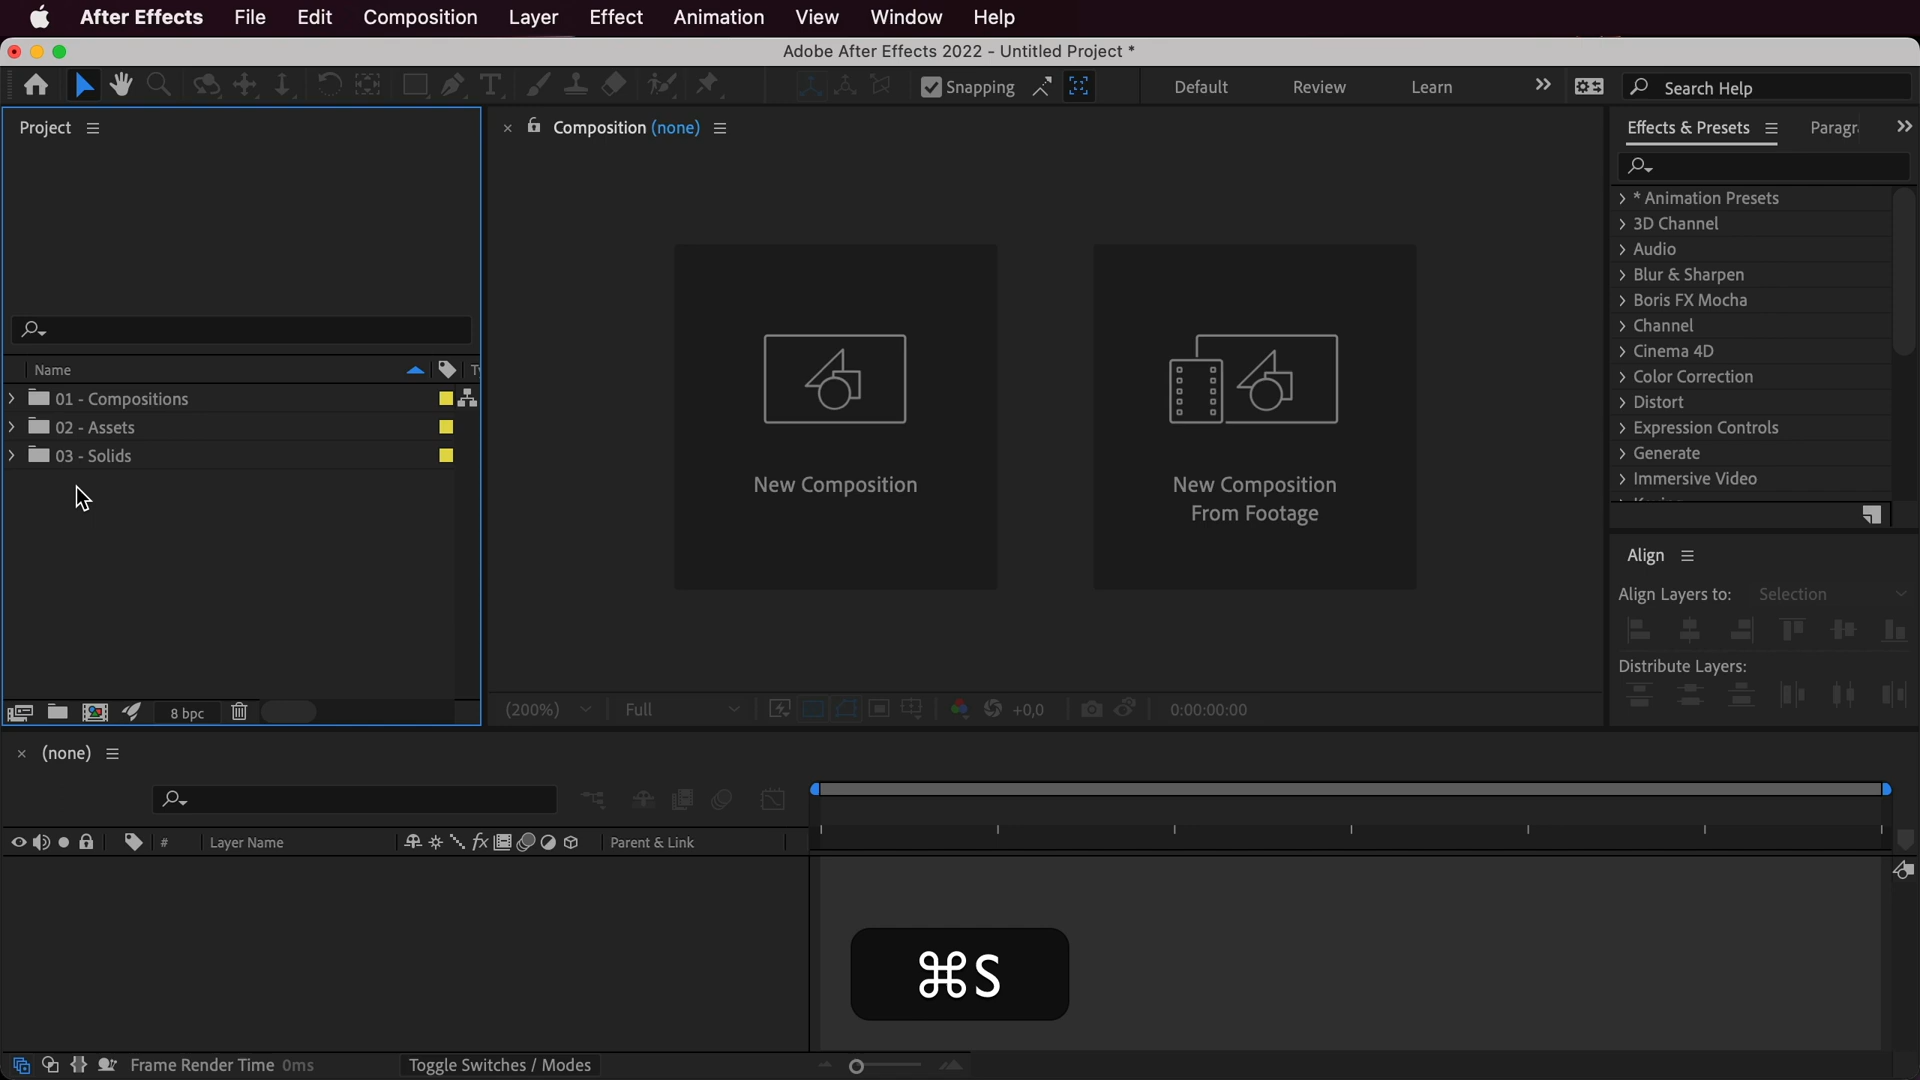 After Effects File Edit Composition Layer Effect Animation View Window Help
Adobe After Effects 2022 - Untitled Project *
Snapping Default Review Learn Search Help
Project
Composition (none)
Effects & Presets Paragr
* Animation Presets
3D Channel
Audio
Blur & Sharpen
Boris FX Mocha
Channel
Cinema 4D
Color Correction
Distort
Expression Controls
Generate
Immersive Video
Name
01 - Compositions
02 - Assets
03 - Solids
New Composition
New Composition
From Footage
Align
Align Layers to: Selection
Distribute Layers:
8 bpc
(200%) Full +0,0 0:00:00:00
(none)
# Layer Name Parent & Link
⌘S
Frame Render Time 0ms Toggle Switches / Modes